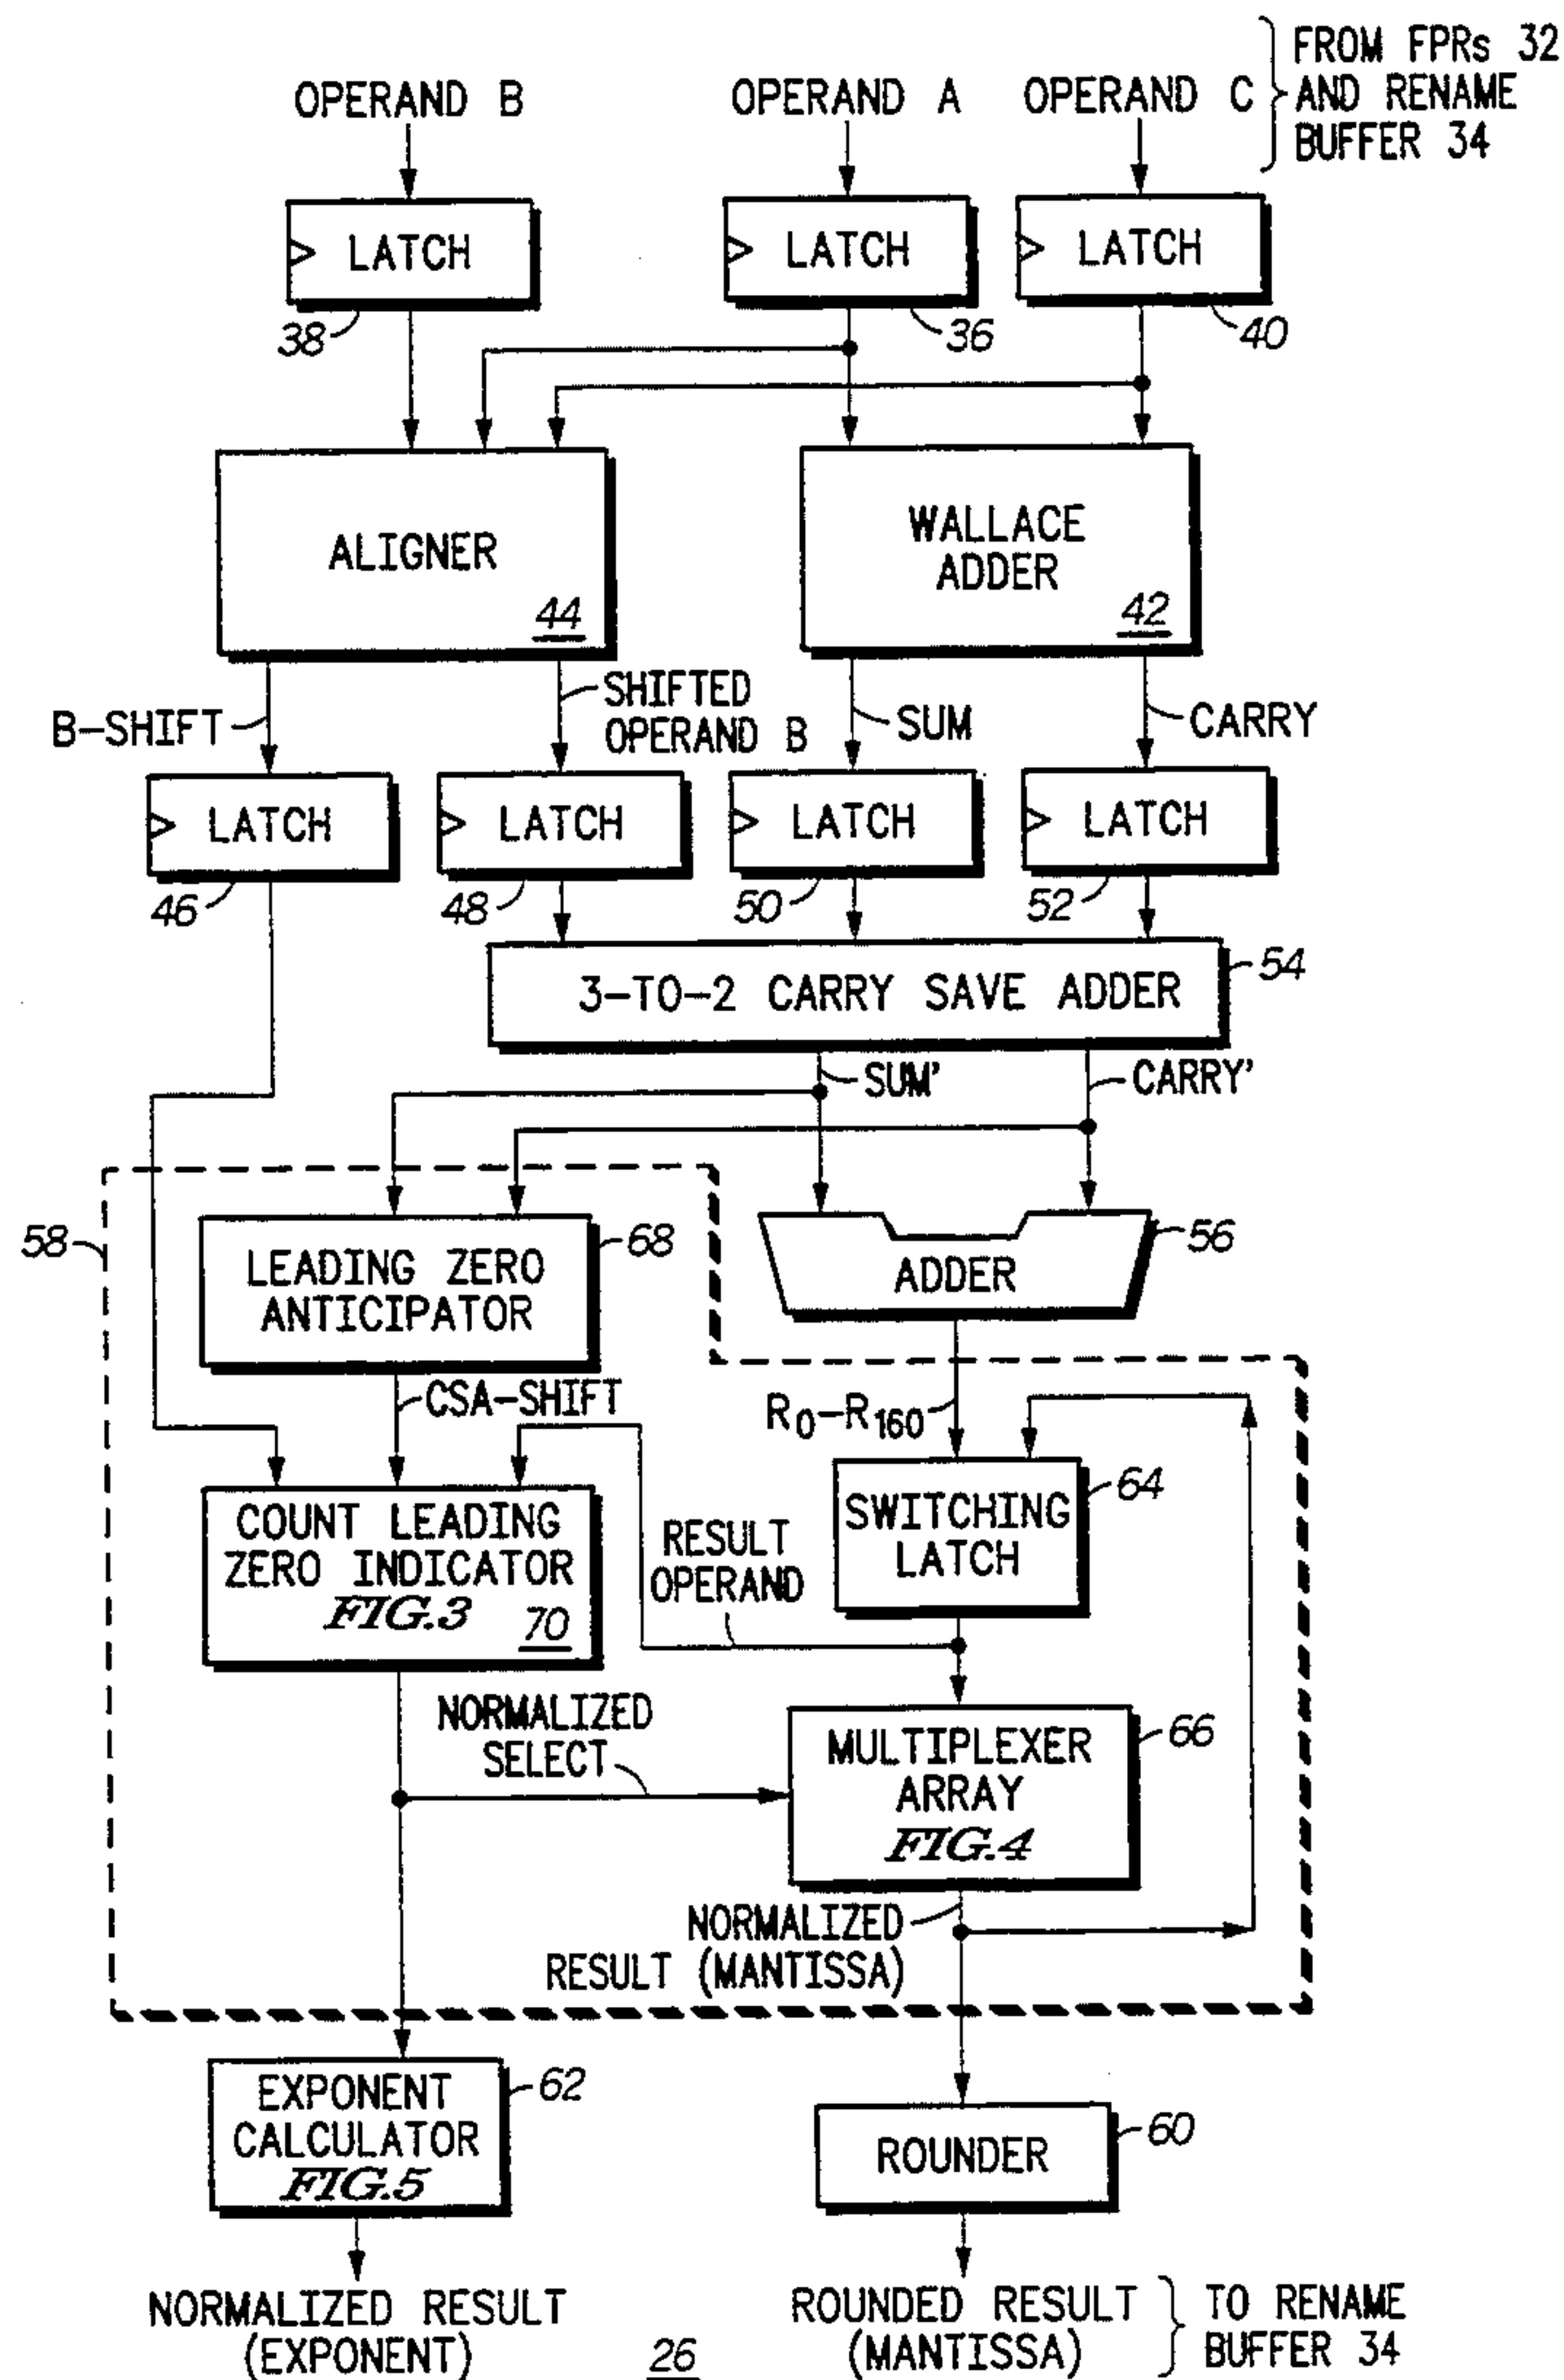 OPERAND B
OPERAND A
OPERAND C
FROM FPRs 32
AND RENAME
BUFFER 34
LATCH
LATCH
LATCH
38
36
40
ALIGNER
44
WALLACE
ADDER
42
B-SHIFT
SHIFTED
OPERAND B
SUM
CARRY
LATCH
LATCH
LATCH
LATCH
46
48
50
52
3-TO-2 CARRY SAVE ADDER
54
SUM'
CARRY'
58
LEADING ZERO
ANTICIPATOR
68
ADDER
56
CSA-SHIFT
R0-R160
COUNT LEADING
ZERO INDICATOR
FIG.3
70
RESULT
OPERAND
SWITCHING
LATCH
64
NORMALIZED
SELECT
MULTIPLEXER
ARRAY
FIG.4
66
NORMALIZED
RESULT (MANTISSA)
EXPONENT
CALCULATOR
FIG.5
62
ROUNDER
60
NORMALIZED RESULT
(EXPONENT)
26
ROUNDED RESULT
(MANTISSA)
TO RENAME
BUFFER 34